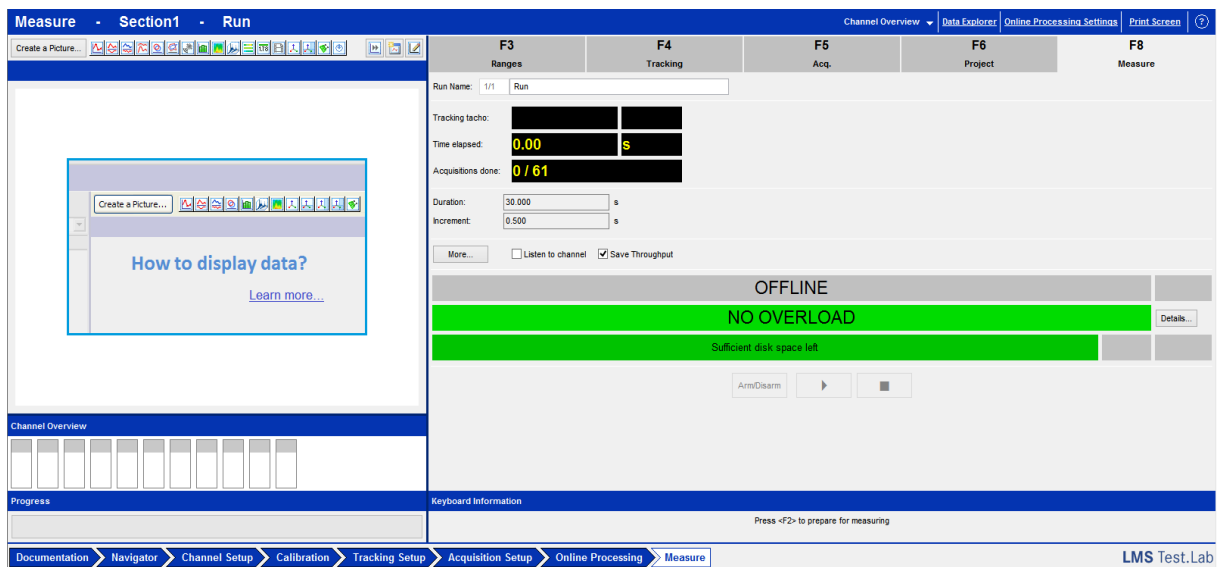 Measure - Section1 - Run
Channel Overview Data Explorer Online Processing Settings Print Screen ?
Create a Picture...
F3 F4 F5 F6 F8
Ranges Tracking Acq. Project Measure
Run Name: 1/1 Run
Tracking tacho:
Time elapsed: 0.00 s
Acquisitions done: 0 / 61
Duration: 30.000 s
Increment: 0.500 s
More... Listen to channel Save Throughput
OFFLINE
NO OVERLOAD Details...
Sufficient disk space left
Arm/Disarm
Create a Picture...
How to display data?
Learn more...
Channel Overview
Progress
Keyboard Information
Press <F2> to prepare for measuring
Documentation Navigator Channel Setup Calibration Tracking Setup Acquisition Setup Online Processing Measure
LMS Test.Lab